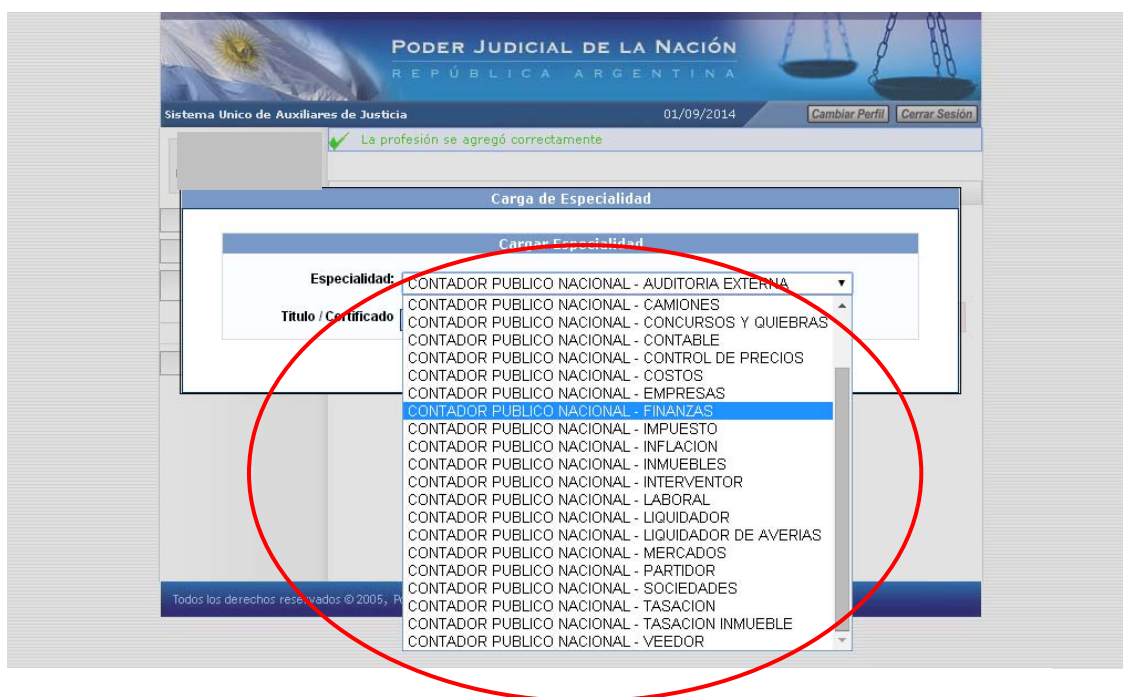 PODER JUDICIAL DE LA NACIÓN
REPÚBLICA ARGENTINA
Sistema Unico de Auxiliares de Justicia 01/09/2014 Cambiar Perfil Cerrar Sesión
La profesión se agregó correctamente
Carga de Especialidad
Cargar Especialidad
Especialidad: CONTADOR PUBLICO NACIONAL - AUDITORIA EXTERNA
Título / Certificado
CONTADOR PUBLICO NACIONAL - CAMIONES
CONTADOR PUBLICO NACIONAL - CONCURSOS Y QUIEBRAS
CONTADOR PUBLICO NACIONAL - CONTABLE
CONTADOR PUBLICO NACIONAL - CONTROL DE PRECIOS
CONTADOR PUBLICO NACIONAL - COSTOS
CONTADOR PUBLICO NACIONAL - EMPRESAS
CONTADOR PUBLICO NACIONAL - FINANZAS
CONTADOR PUBLICO NACIONAL - IMPUESTO
CONTADOR PUBLICO NACIONAL - INFLACION
CONTADOR PUBLICO NACIONAL - INMUEBLES
CONTADOR PUBLICO NACIONAL - INTERVENTOR
CONTADOR PUBLICO NACIONAL - LABORAL
CONTADOR PUBLICO NACIONAL - LIQUIDADOR
CONTADOR PUBLICO NACIONAL - LIQUIDADOR DE AVERIAS
CONTADOR PUBLICO NACIONAL - MERCADOS
CONTADOR PUBLICO NACIONAL - PARTIDOR
CONTADOR PUBLICO NACIONAL - SOCIEDADES
CONTADOR PUBLICO NACIONAL - TASACION
CONTADOR PUBLICO NACIONAL - TASACION INMUEBLE
CONTADOR PUBLICO NACIONAL - VEEDOR
Todos los derechos reservados © 2005,